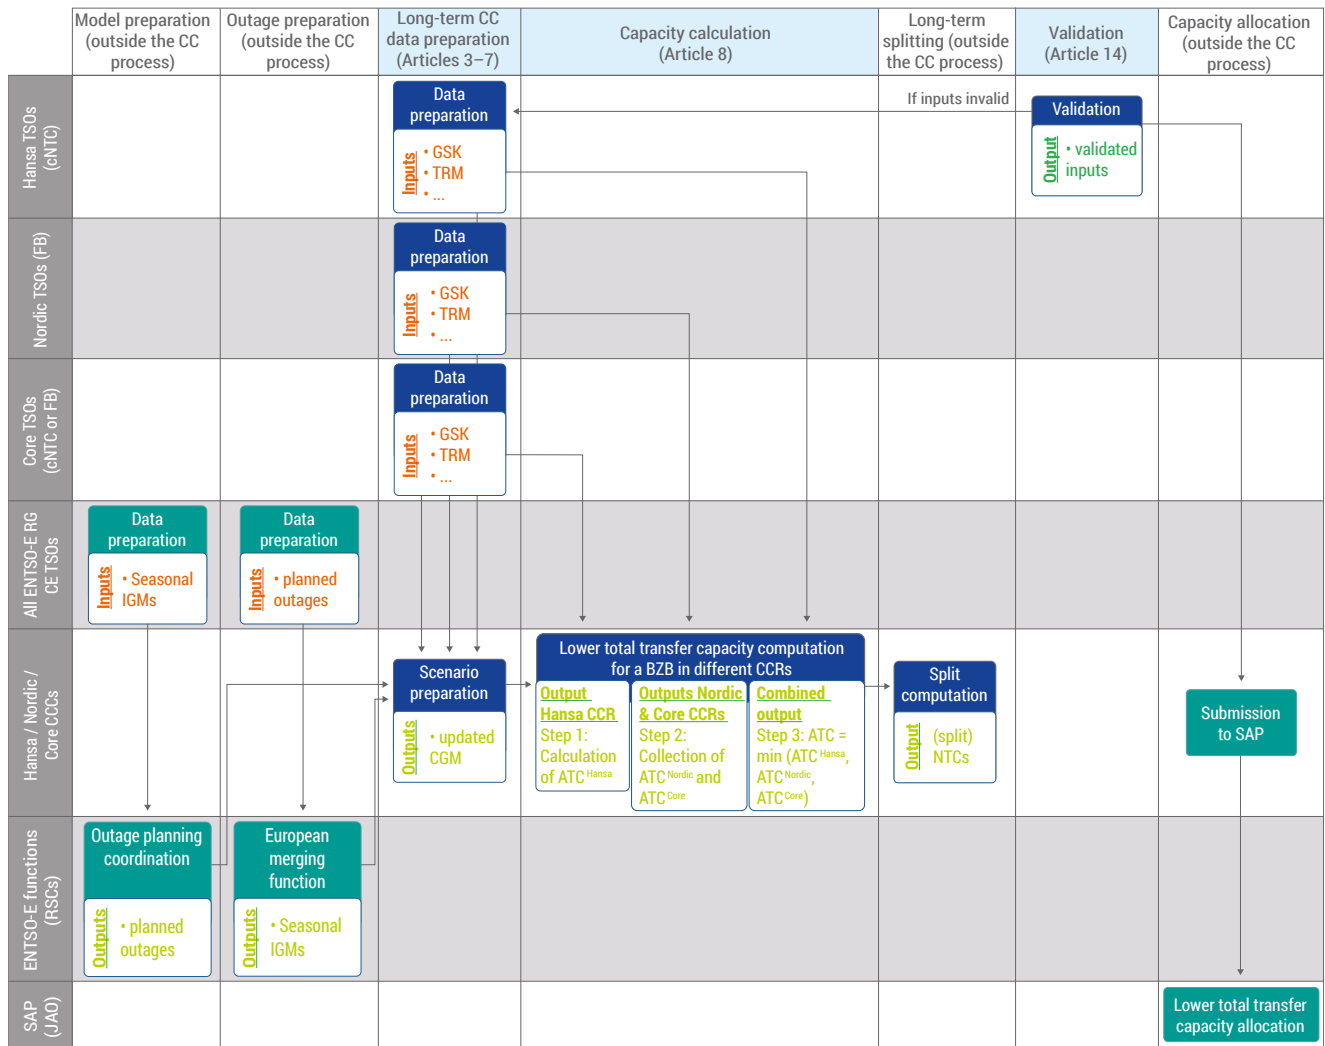 Model preparation
(outside the CC
process)
Outage preparation
(outside the CC
process)
Long-term CC
data preparation
(Articles 3–7)
Capacity calculation
(Article 8)
Long-term
splitting (outside
the CC process)
Validation
(Article 14)
Capacity allocation
(outside the CC
process)
Hansa TSOs
(cNTC)
Data
preparation
Inputs
• GSK
• TRM
• ...
If inputs invalid
Validation
Output
• validated
inputs
Nordic TSOs (FB)
Data
preparation
Inputs
• GSK
• TRM
• ...
Core TSOs
(cNTC or FB)
Data
preparation
Inputs
• GSK
• TRM
• ...
All ENTSO-E RG
CE TSOs
Data
preparation
Inputs
• Seasonal
IGMs
Data
preparation
Inputs
• planned
outages
Hansa / Nordic /
Core CCCs
Scenario
preparation
Outputs
• updated
CGM
Lower total transfer capacity computation
for a BZB in different CCRs
Output
Hansa CCR
Step 1:
Calculation
of ATC Hansa
Outputs Nordic
& Core CCRs
Step 2:
Collection of
ATC Nordic and
ATC Core
Combined
output
Step 3: ATC =
min (ATC Hansa,
ATC Nordic,
ATC Core)
Split
computation
Output
(split)
NTCs
Submission
to SAP
ENTSO-E functions
(RSCs)
Outage planning
coordination
Outputs
• planned
outages
European
merging
function
Outputs
• Seasonal
IGMs
SAP
(JAO)
Lower total transfer
capacity allocation